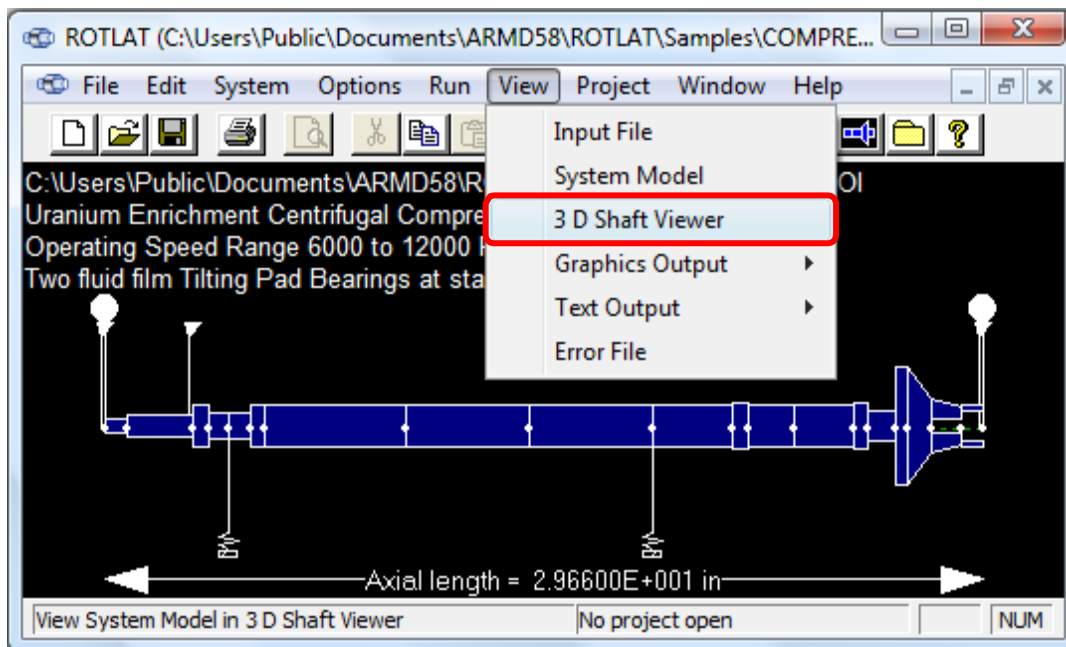 ROTLAT (C:\Users\Public\Documents\ARMD58\ROTLAT\Samples\COMPRE...
File Edit System Options Run View Project Window Help
Input File
System Model
3 D Shaft Viewer
Graphics Output
Text Output
Error File
C:\Users\Public\Documents\ARMD58\R OI
Uranium Enrichment Centrifugal Compre
Operating Speed Range 6000 to 12000
Two fluid film Tilting Pad Bearings at sta
Axial length = 2.96600E+001 in
View System Model in 3 D Shaft Viewer No project open NUM